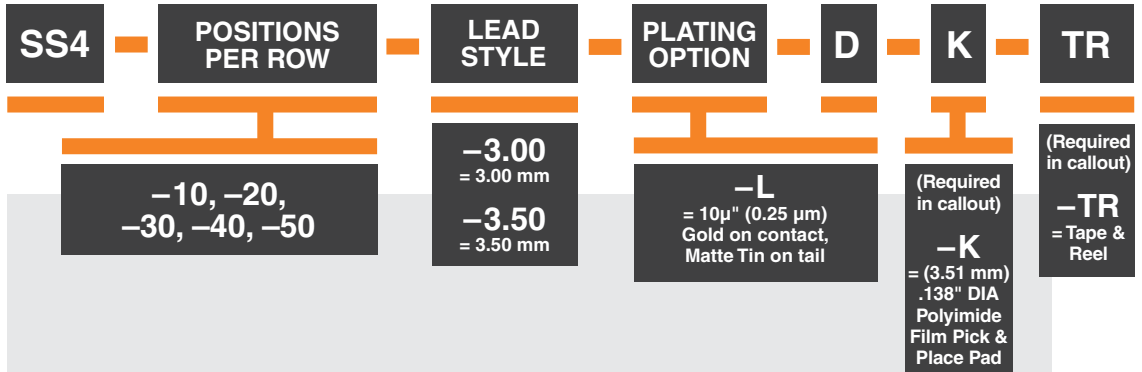 SS4
POSITIONS
PER ROW
LEAD
STYLE
PLATING
OPTION
D
K
TR
–10, –20,
–30, –40, –50
–3.00
= 3.00 mm
–3.50
= 3.50 mm
–L
= 10µ" (0.25 µm)
Gold on contact,
Matte Tin on tail
(Required
in callout)
–K
= (3.51 mm)
.138" DIA
Polyimide
Film Pick &
Place Pad
(Required
in callout)
–TR
= Tape &
Reel